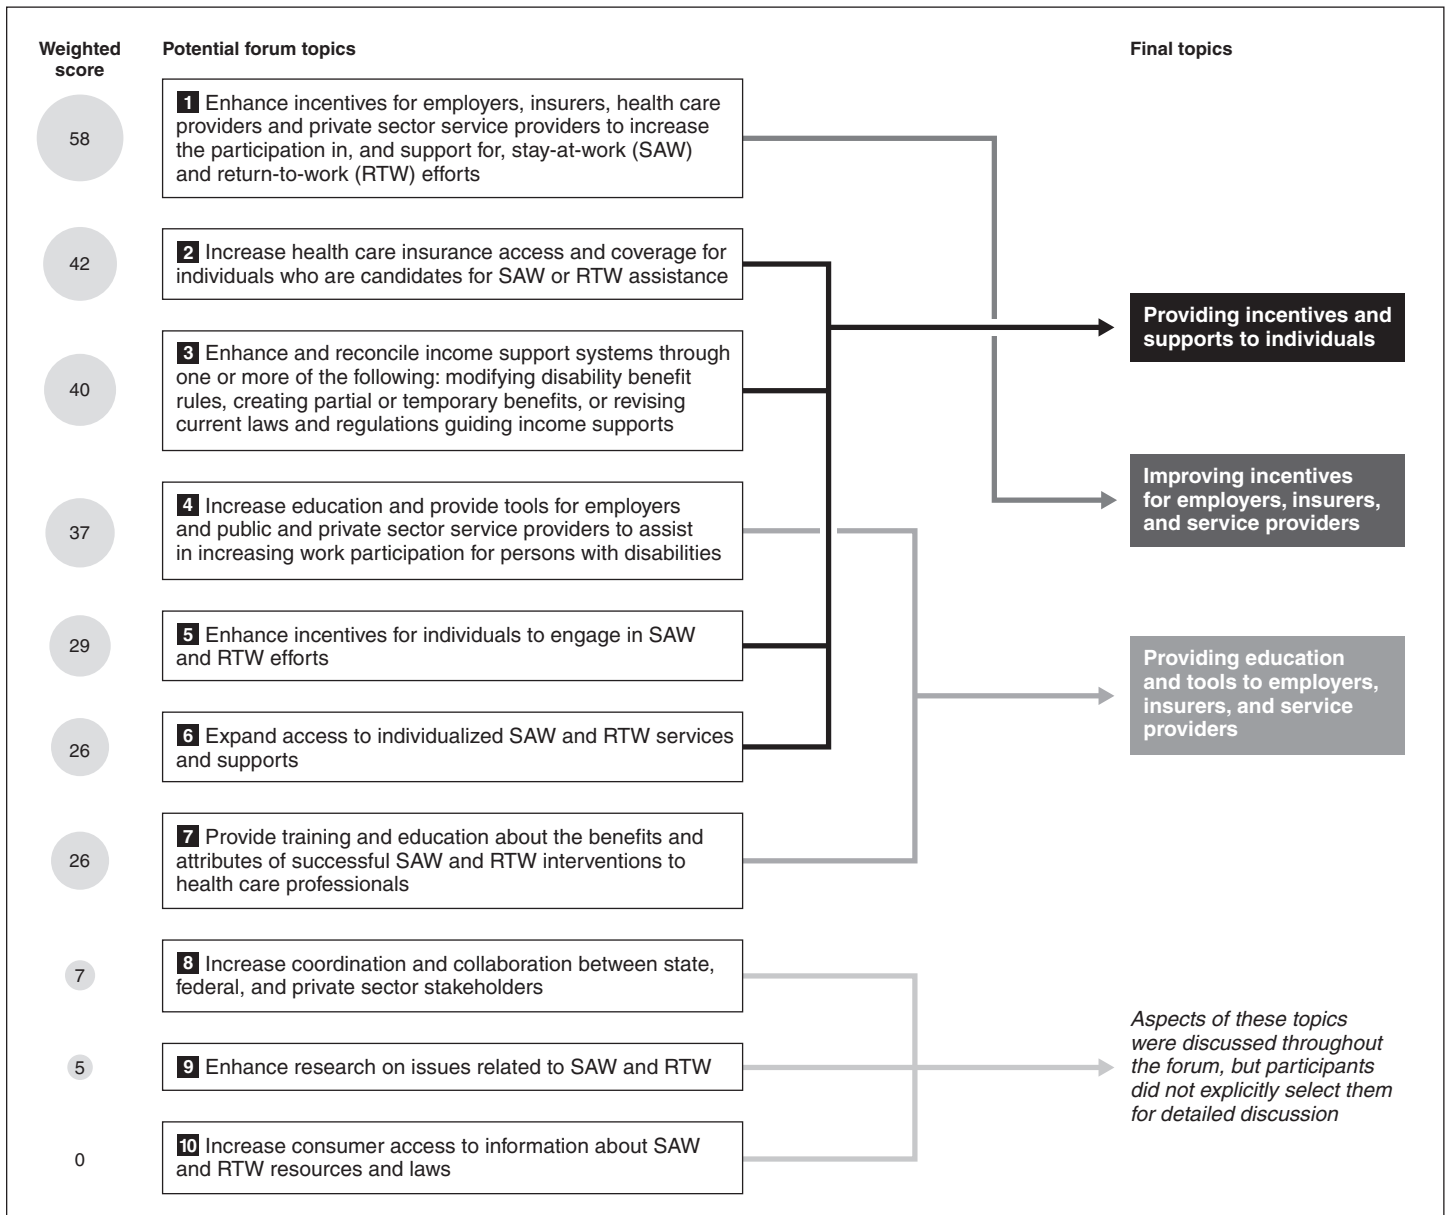 Weighted
score
Potential forum topics
Final topics
58
1 Enhance incentives for employers, insurers, health care
providers and private sector service providers to increase
the participation in, and support for, stay-at-work (SAW)
and return-to-work (RTW) efforts
42
2 Increase health care insurance access and coverage for
individuals who are candidates for SAW or RTW assistance
40
3 Enhance and reconcile income support systems through
one or more of the following: modifying disability benefit
rules, creating partial or temporary benefits, or revising
current laws and regulations guiding income supports
37
4 Increase education and provide tools for employers
and public and private sector service providers to assist
in increasing work participation for persons with disabilities
29
5 Enhance incentives for individuals to engage in SAW
and RTW efforts
26
6 Expand access to individualized SAW and RTW services
and supports
26
7 Provide training and education about the benefits and
attributes of successful SAW and RTW interventions to
health care professionals
7
8 Increase coordination and collaboration between state,
federal, and private sector stakeholders
5
9 Enhance research on issues related to SAW and RTW
0
10 Increase consumer access to information about SAW
and RTW resources and laws
Providing incentives and
supports to individuals
Improving incentives
for employers, insurers,
and service providers
Providing education
and tools to employers,
insurers, and service
providers
Aspects of these topics
were discussed throughout
the forum, but participants
did not explicitly select them
for detailed discussion